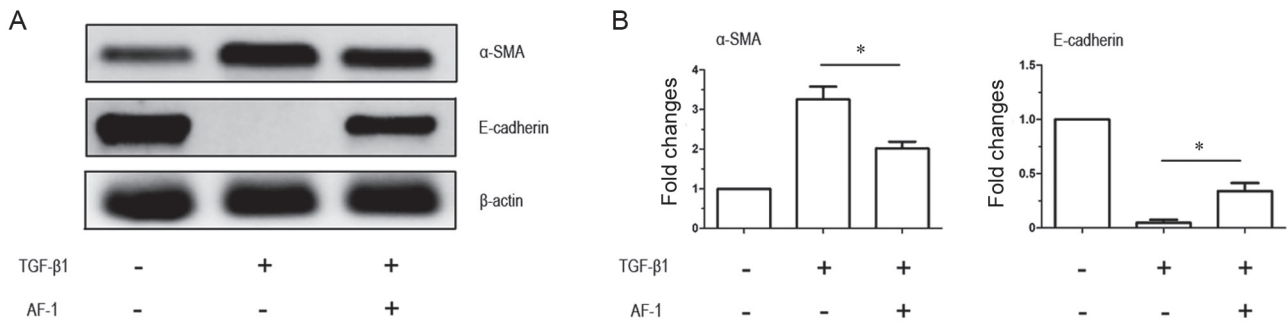 A
α-SMA
E-cadherin
β-actin
TGF-β1 - + +
AF-1 - - +
B
α-SMA
*
Fold changes
4
3
2
1
0
TGF-β1 - + +
AF-1 - - +
E-cadherin
*
Fold changes
1.5
1.0
0.5
0
- + +
- - +